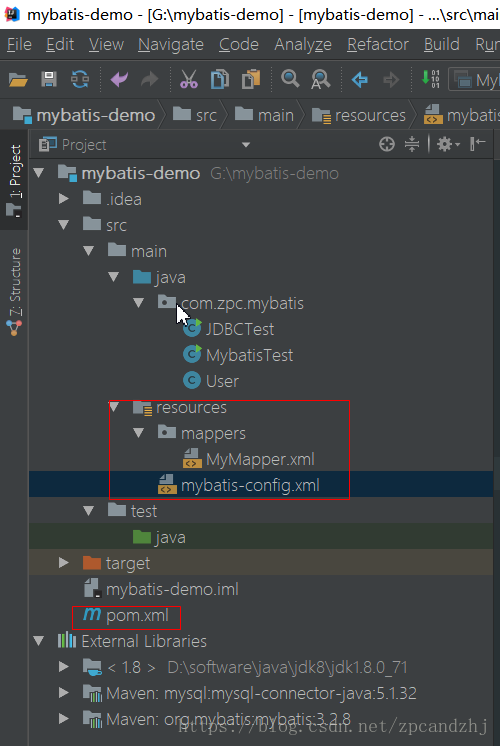 mybatis-demo - [G:\mybatis-demo] - [mybatis-demo] - ...\src\mai
File Edit View Navigate Code Analyze Refactor Build Ru
My
mybatis-demo src main resources mybatis
1: Project
Project
mybatis-demo G:\mybatis-demo
.idea
src
main
java
com.zpc.mybatis
JDBCTest
MybatisTest
User
resources
mappers
MyMapper.xml
mybatis-config.xml
test
java
target
mybatis-demo.iml
pom.xml
External Libraries
< 1.8 > D:\software\java\jdk8\jdk1.8.0_71
Maven: mysql:mysql-connector-java:5.1.32
Maven: org.mybatis:mybatis:3.2.8
Z: Structure
https://blog.csdn.net/zpcandzhj